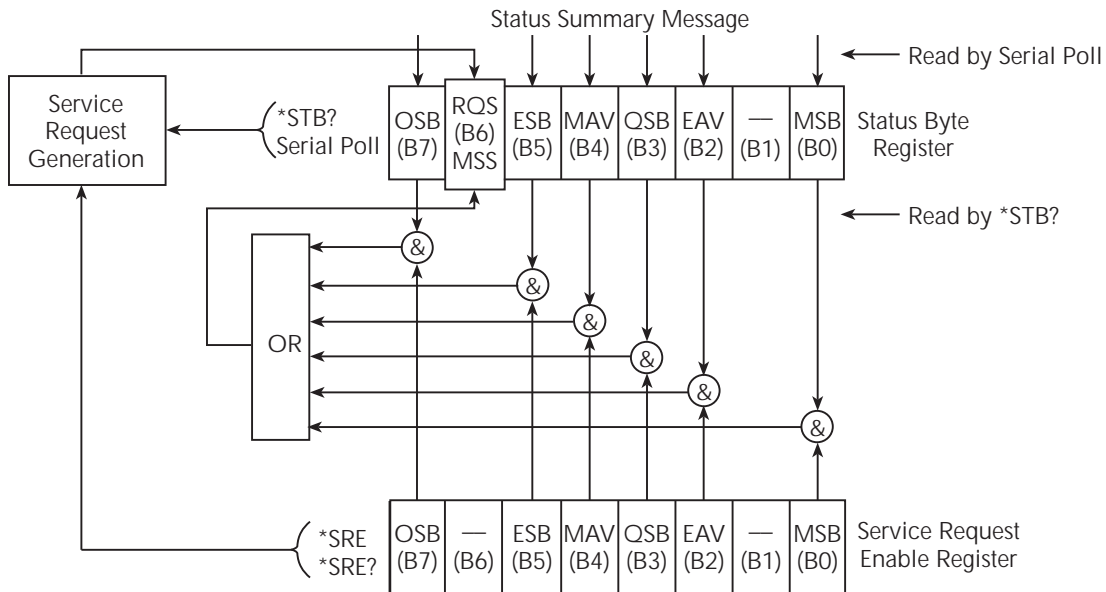 Status Summary Message
Read by Serial Poll
Service
Request
Generation
*STB?
Serial Poll
OSB
(B7)
RQS
(B6)
MSS
ESB
(B5)
MAV
(B4)
QSB
(B3)
EAV
(B2)
—
(B1)
MSB
(B0)
Status Byte
Register
Read by *STB?
&
&
&
OR
&
&
&
*SRE
*SRE?
OSB
(B7)
—
(B6)
ESB
(B5)
MAV
(B4)
QSB
(B3)
EAV
(B2)
—
(B1)
MSB
(B0)
Service Request
Enable Register